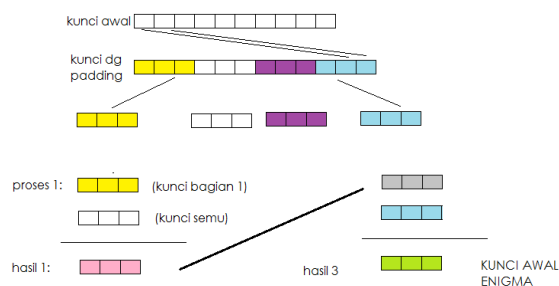 kunci awal
kunci dg
padding
proses 1:
(kunci bagian 1)
(kunci semu)
hasil 1:
hasil 3
KUNCI AWAL
ENIGMA